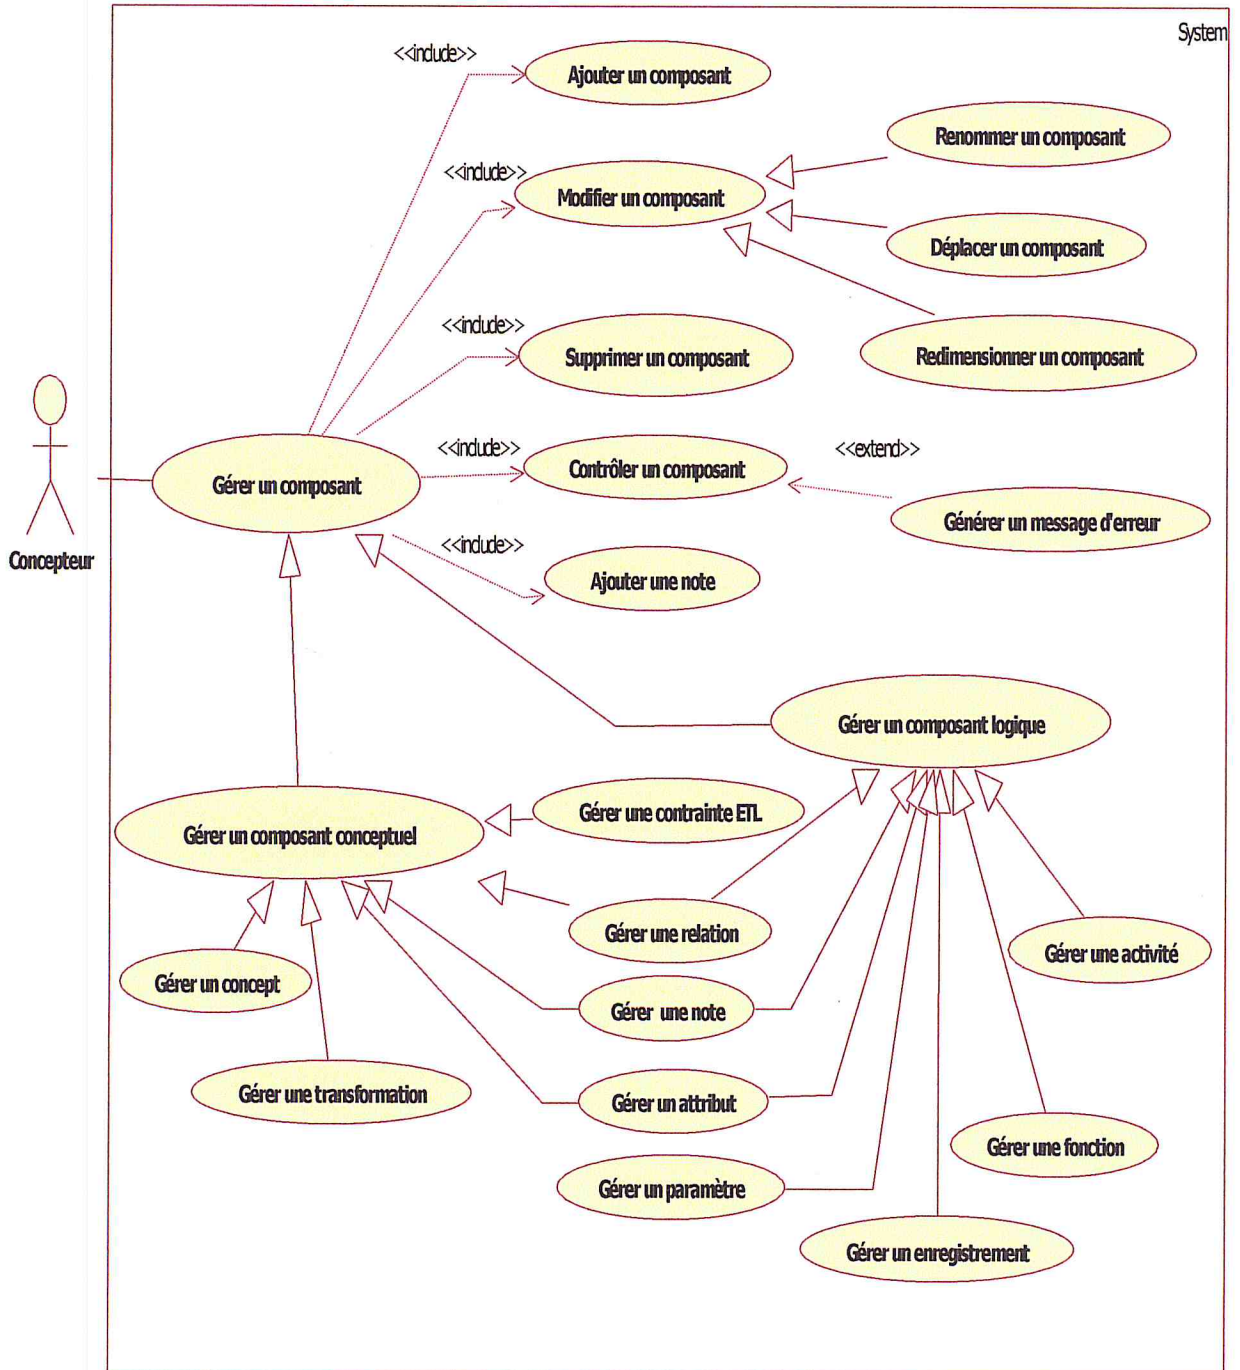 System
<<include>>
Ajouter un composant
Renommer un composant
<<include>>
Modifier un composant
Déplacer un composant
<<include>>
Supprimer un composant
Redimensionner un composant
<<include>>
Contrôler un composant
<<extend>>
Gérer un composant
Générer un message d'erreur
Concepteur
<<include>>
Ajouter une note
Gérer un composant logique
Gérer une contrainte ETL
Gérer un composant conceptuel
Gérer une relation
Gérer une activité
Gérer un concept
Gérer une note
Gérer une transformation
Gérer un attribut
Gérer une fonction
Gérer un paramètre
Gérer un enregistrement